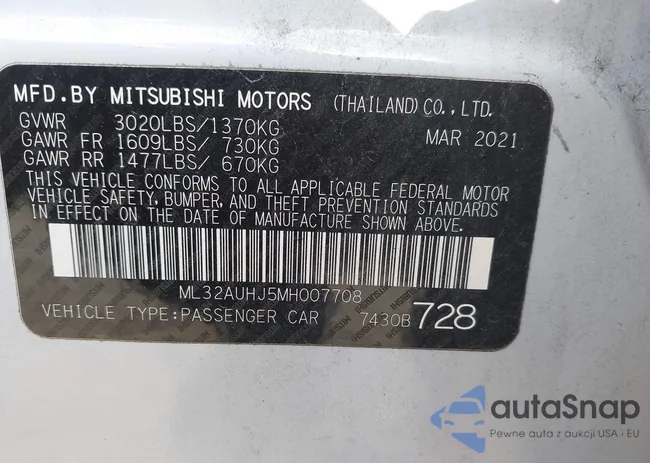 MFD.BY MITSUBISHI MOTORS (THAILAND) CO.,LTD.
GVWR 3020LBS/1370KG MAR 2021
GAWR FR 1609LBS/ 730KG
GAWR RR 1477LBS/ 670KG
THIS VEHICLE CONFORMS TO ALL APPLICABLE FEDERAL MOTOR
VEHICLE SAFETY, BUMPER, AND THEFT PREVENTION STANDARDS
IN EFFECT ON THE DATE OF MANUFACTURE SHOWN ABOVE.
ML32AUHJ5MH007708
VEHICLE TYPE:PASSENGER CAR 7430B 728
autaSnap
Pewne auta z aukcji USA i EU